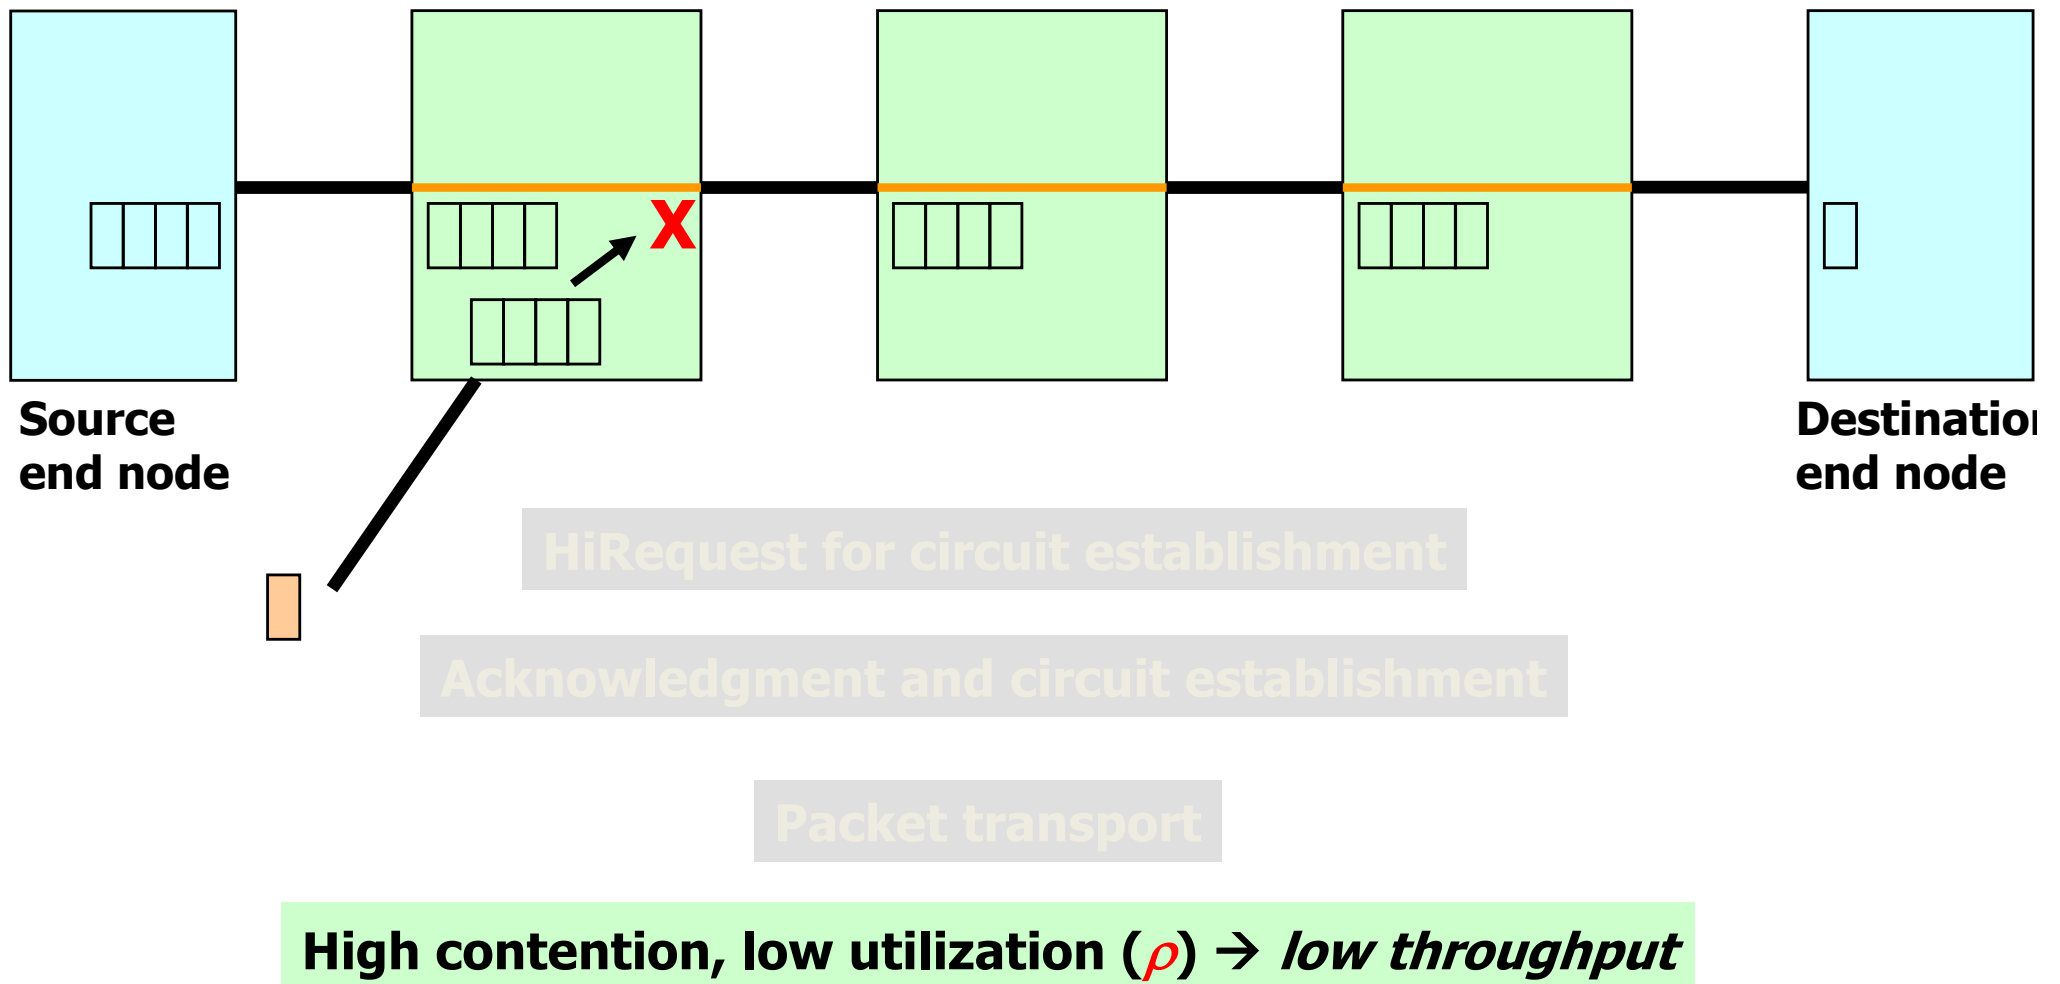 X
Source
end node
Destination
end node
HiRequest for circuit establishment
Acknowledgment and circuit establishment
Packet transport
High contention, low utilization (ρ) → low throughput